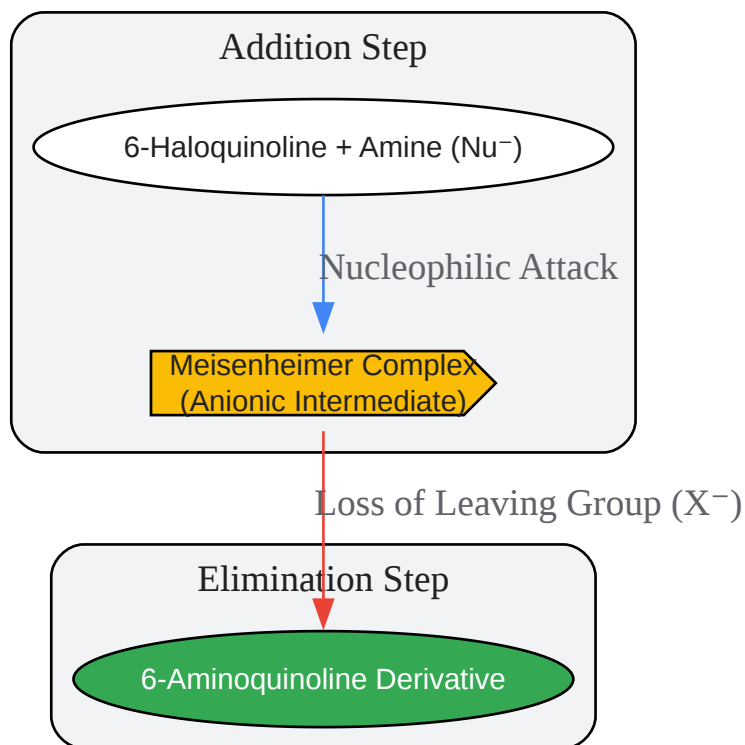 Addition Step
6-Haloquinoline + Amine (Nu⁻)
Nucleophilic Attack
Meisenheimer Complex
(Anionic Intermediate)
Loss of Leaving Group (X⁻)
Elimination Step
6-Aminoquinoline Derivative